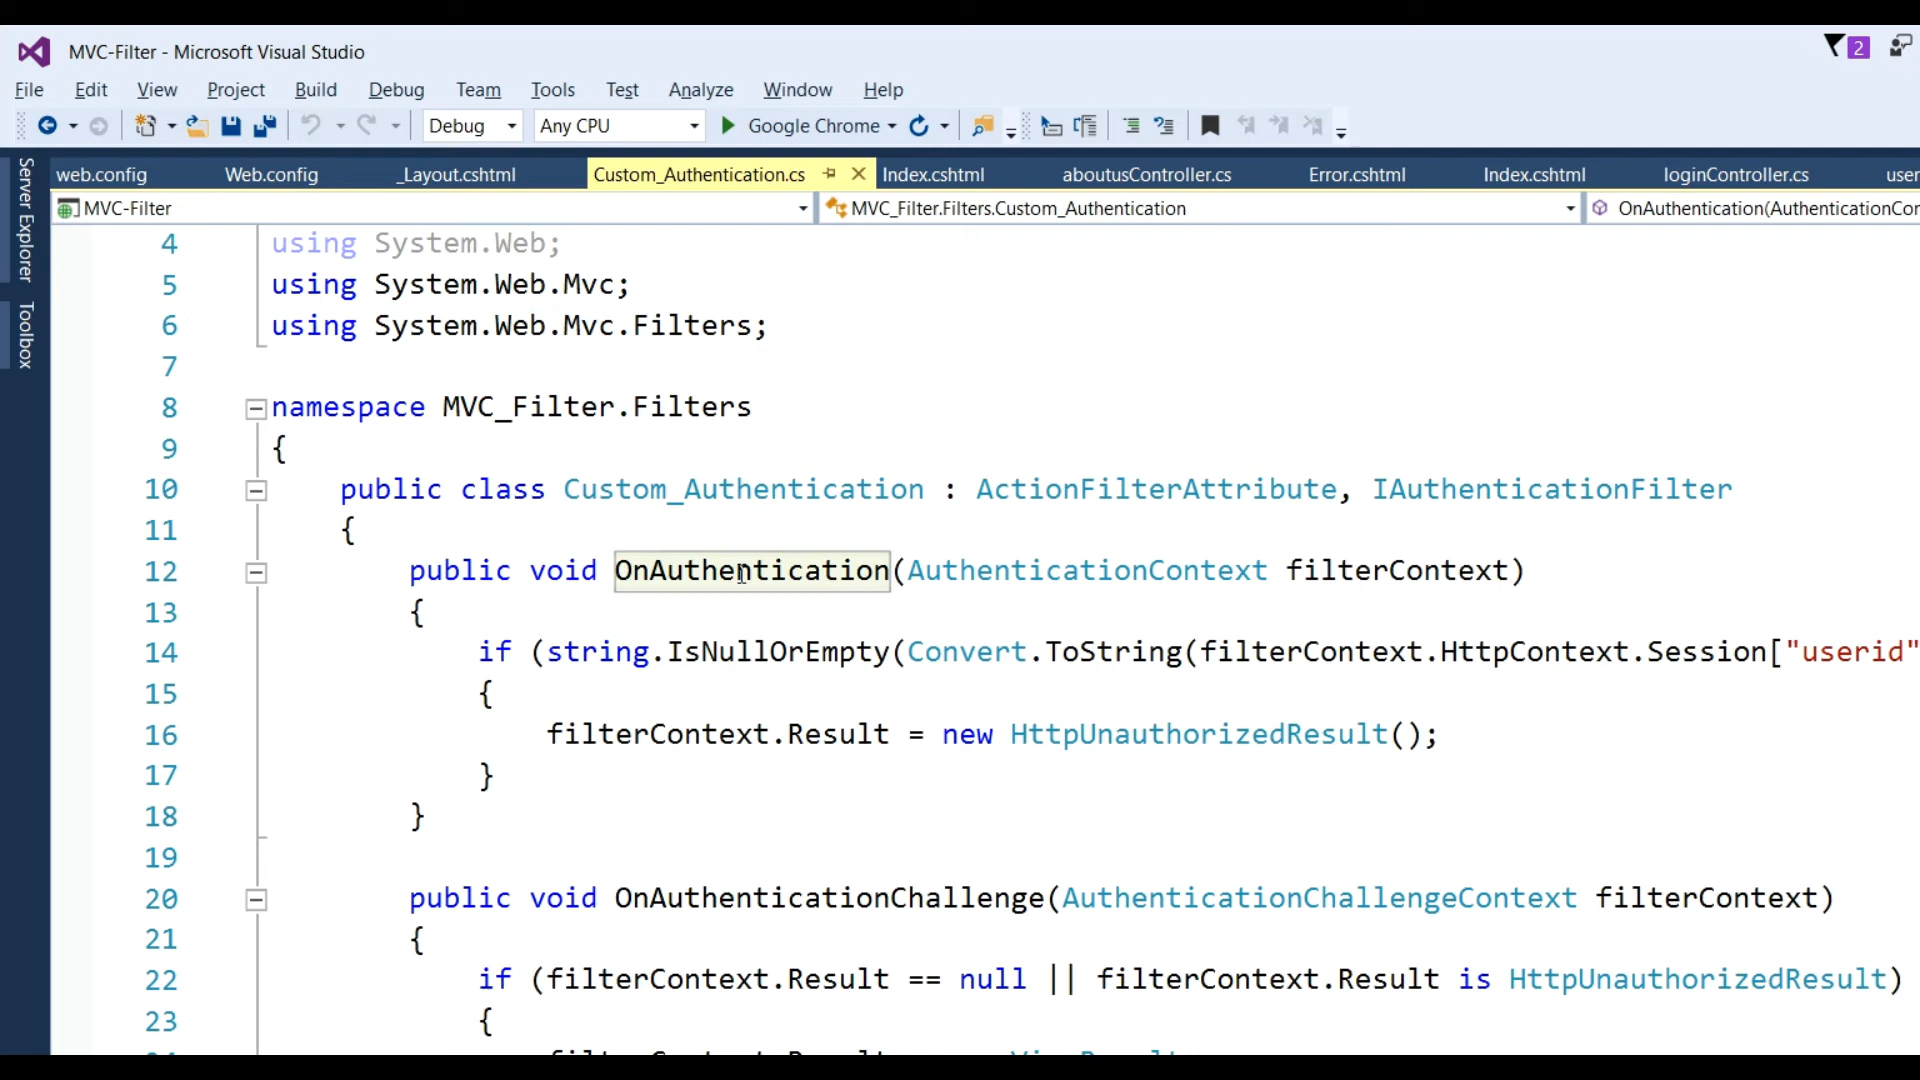 MVC-Filter - Microsoft Visual Studio
2
File Edit View Project Build Debug Team Tools Test Analyze Window Help
Debug Any CPU Google Chrome
web.config Web.config _Layout.cshtml Custom_Authentication.cs Index.cshtml aboutusController.cs Error.cshtml Index.cshtml loginController.cs user
MVC-Filter MVC_Filter.Filters.Custom_Authentication OnAuthentication(AuthenticationCor
Server Explorer
Toolbox
4 using System.Web;
5 using System.Web.Mvc;
6 using System.Web.Mvc.Filters;
7
8 namespace MVC_Filter.Filters
9 {
10 public class Custom_Authentication : ActionFilterAttribute, IAuthenticationFilter
11 {
12 public void OnAuthentication(AuthenticationContext filterContext)
13 {
14 if (string.IsNullOrEmpty(Convert.ToString(filterContext.HttpContext.Session["userid"
15 {
16 filterContext.Result = new HttpUnauthorizedResult();
17 }
18 }
19
20 public void OnAuthenticationChallenge(AuthenticationChallengeContext filterContext)
21 {
22 if (filterContext.Result == null || filterContext.Result is HttpUnauthorizedResult)
23 {